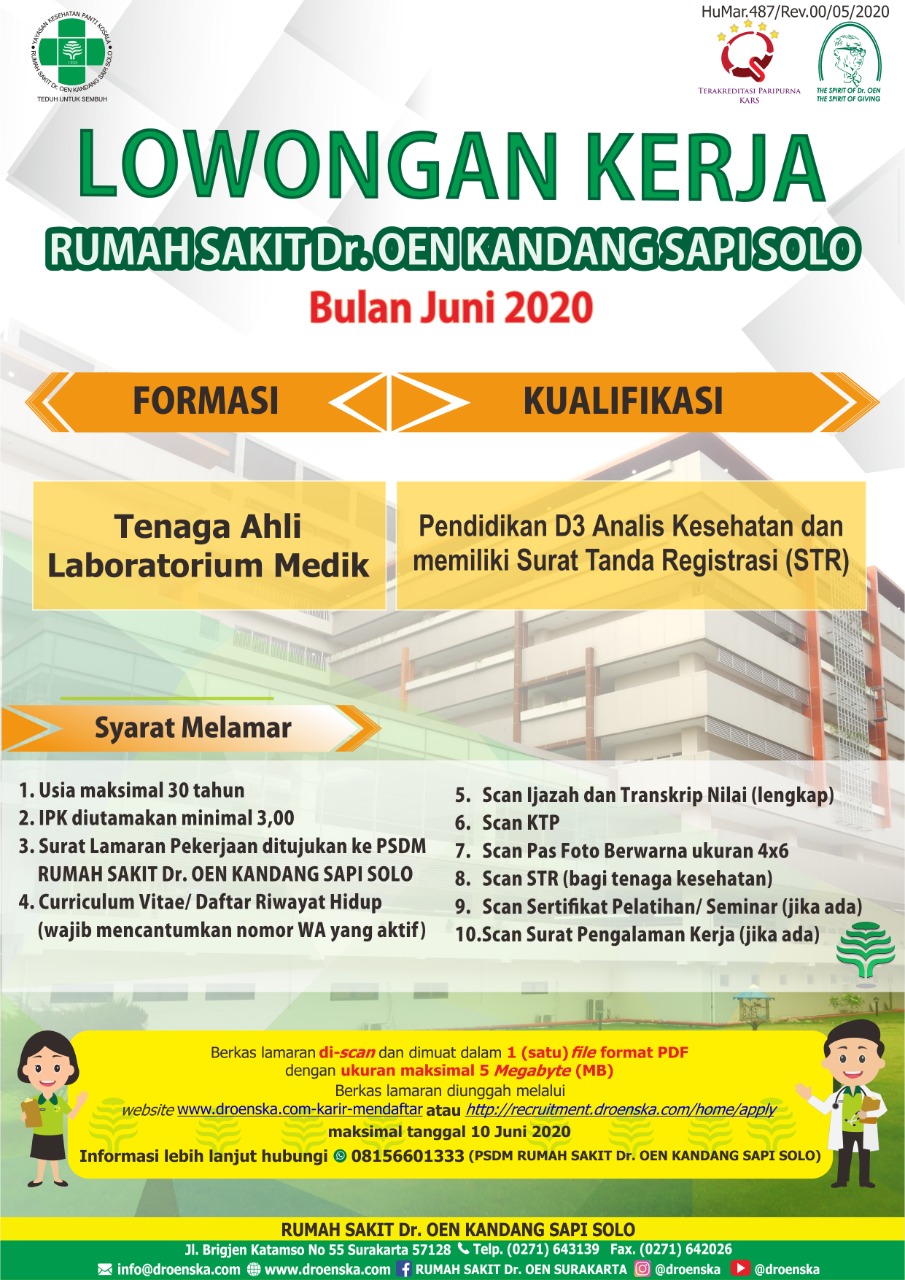 HuMar.487/Rev.00/05/2020
YAYASAN KESEHATAN PANTI KOSALA
RUMAH SAKIT Dr. OEN KANDANG SAPI SOLO
TEDUH UNTUK SEMBUH
TERAKREDITASI PARIPURNA
KARS
THE SPIRIT OF Dr. OEN
THE SPIRIT OF GIVING
LOWONGAN KERJA
RUMAH SAKIT Dr. OEN KANDANG SAPI SOLO
Bulan Juni 2020
FORMASI
KUALIFIKASI
Tenaga Ahli
Laboratorium Medik
Pendidikan D3 Analis Kesehatan dan
memiliki Surat Tanda Registrasi (STR)
Syarat Melamar
1. Usia maksimal 30 tahun
2. IPK diutamakan minimal 3,00
3. Surat Lamaran Pekerjaan ditujukan ke PSDM
RUMAH SAKIT Dr. OEN KANDANG SAPI SOLO
4. Curriculum Vitae/ Daftar Riwayat Hidup
(wajib mencantumkan nomor WA yang aktif)
5. Scan Ijazah dan Transkrip Nilai (lengkap)
6. Scan KTP
7. Scan Pas Foto Berwarna ukuran 4x6
8. Scan STR (bagi tenaga kesehatan)
9. Scan Sertifikat Pelatihan/ Seminar (jika ada)
10.Scan Surat Pengalaman Kerja (jika ada)
Berkas lamaran di-scan dan dimuat dalam 1 (satu) file format PDF
dengan ukuran maksimal 5 Megabyte (MB)
Berkas lamaran diunggah melalui
website www.droenska.com-karir-mendaftar atau http://recruitment.droenska.com/home/apply
maksimal tanggal 10 Juni 2020
Informasi lebih lanjut hubungi 08156601333 (PSDM RUMAH SAKIT Dr. OEN KANDANG SAPI SOLO)
RUMAH SAKIT Dr. OEN KANDANG SAPI SOLO
Jl. Brigjen Katamso No 55 Surakarta 57128 Telp. (0271) 643139 Fax. (0271) 642026
info@droenska.com www.droenska.com RUMAH SAKIT Dr. OEN SURAKARTA @droenska @droenska